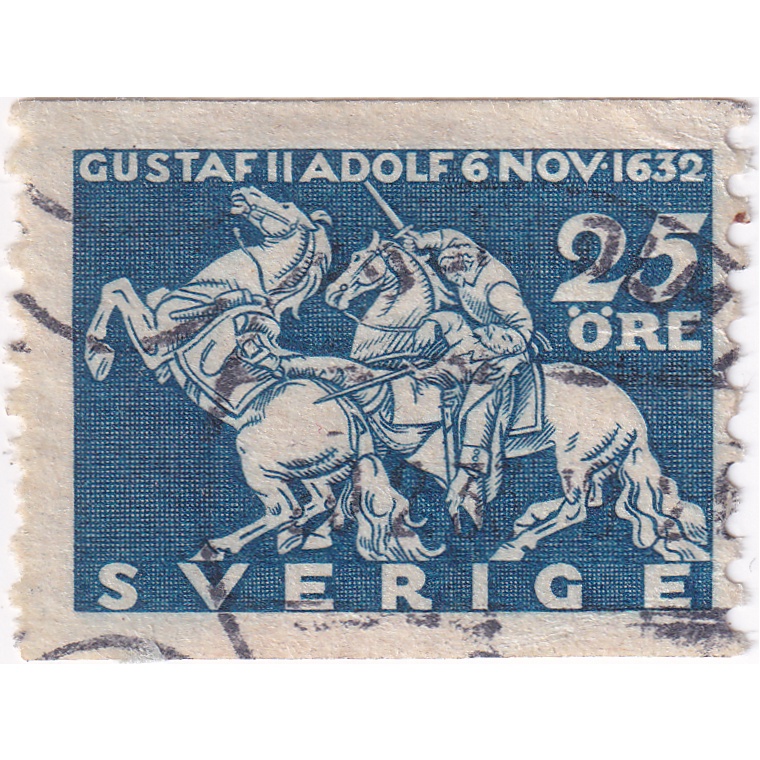 GUSTAF II ADOLF 6 NOV · 1632
25
ÖRE
SVERIGE